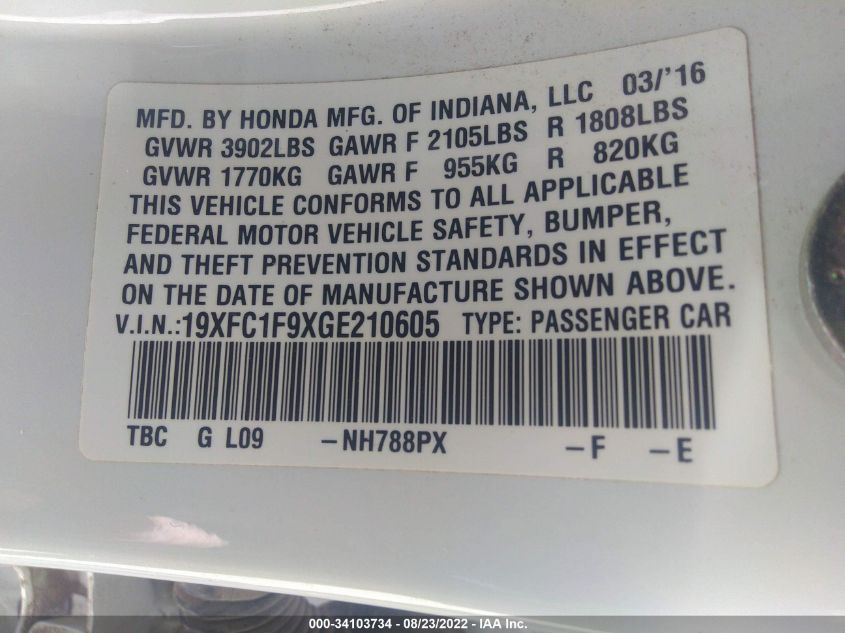 MFD. BY HONDA MFG. OF INDIANA, LLC 03/'16
GVWR 3902LBS GAWR F 2105LBS R 1808LBS
GVWR 1770KG GAWR F 955KG R 820KG
THIS VEHICLE CONFORMS TO ALL APPLICABLE
FEDERAL MOTOR VEHICLE SAFETY, BUMPER,
AND THEFT PREVENTION STANDARDS IN EFFECT
ON THE DATE OF MANUFACTURE SHOWN ABOVE.
V.I.N.:19XFC1F9XGE210605 TYPE: PASSENGER CAR
TBC G L09 -NH788PX -F -E
000-34103734 - 08/23/2022 - IAA Inc.